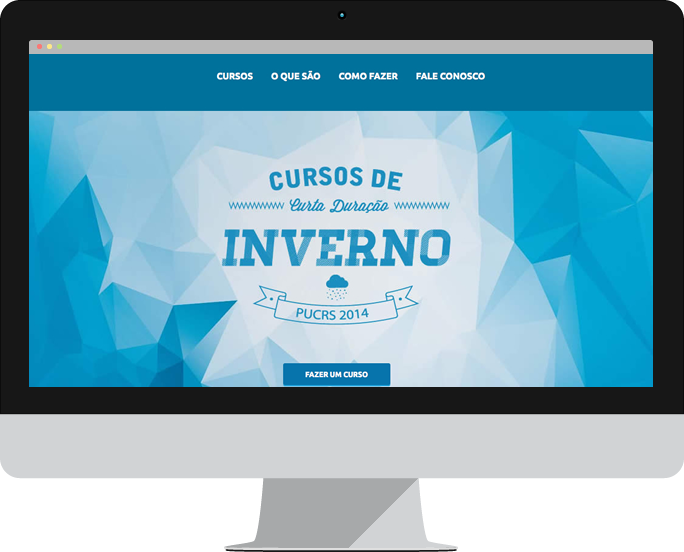 CURSOS O QUE SÃO COMO FAZER FALE CONOSCO
CURSOS DE
Curta Duração
INVERNO
PUCRS 2014
FAZER UM CURSO